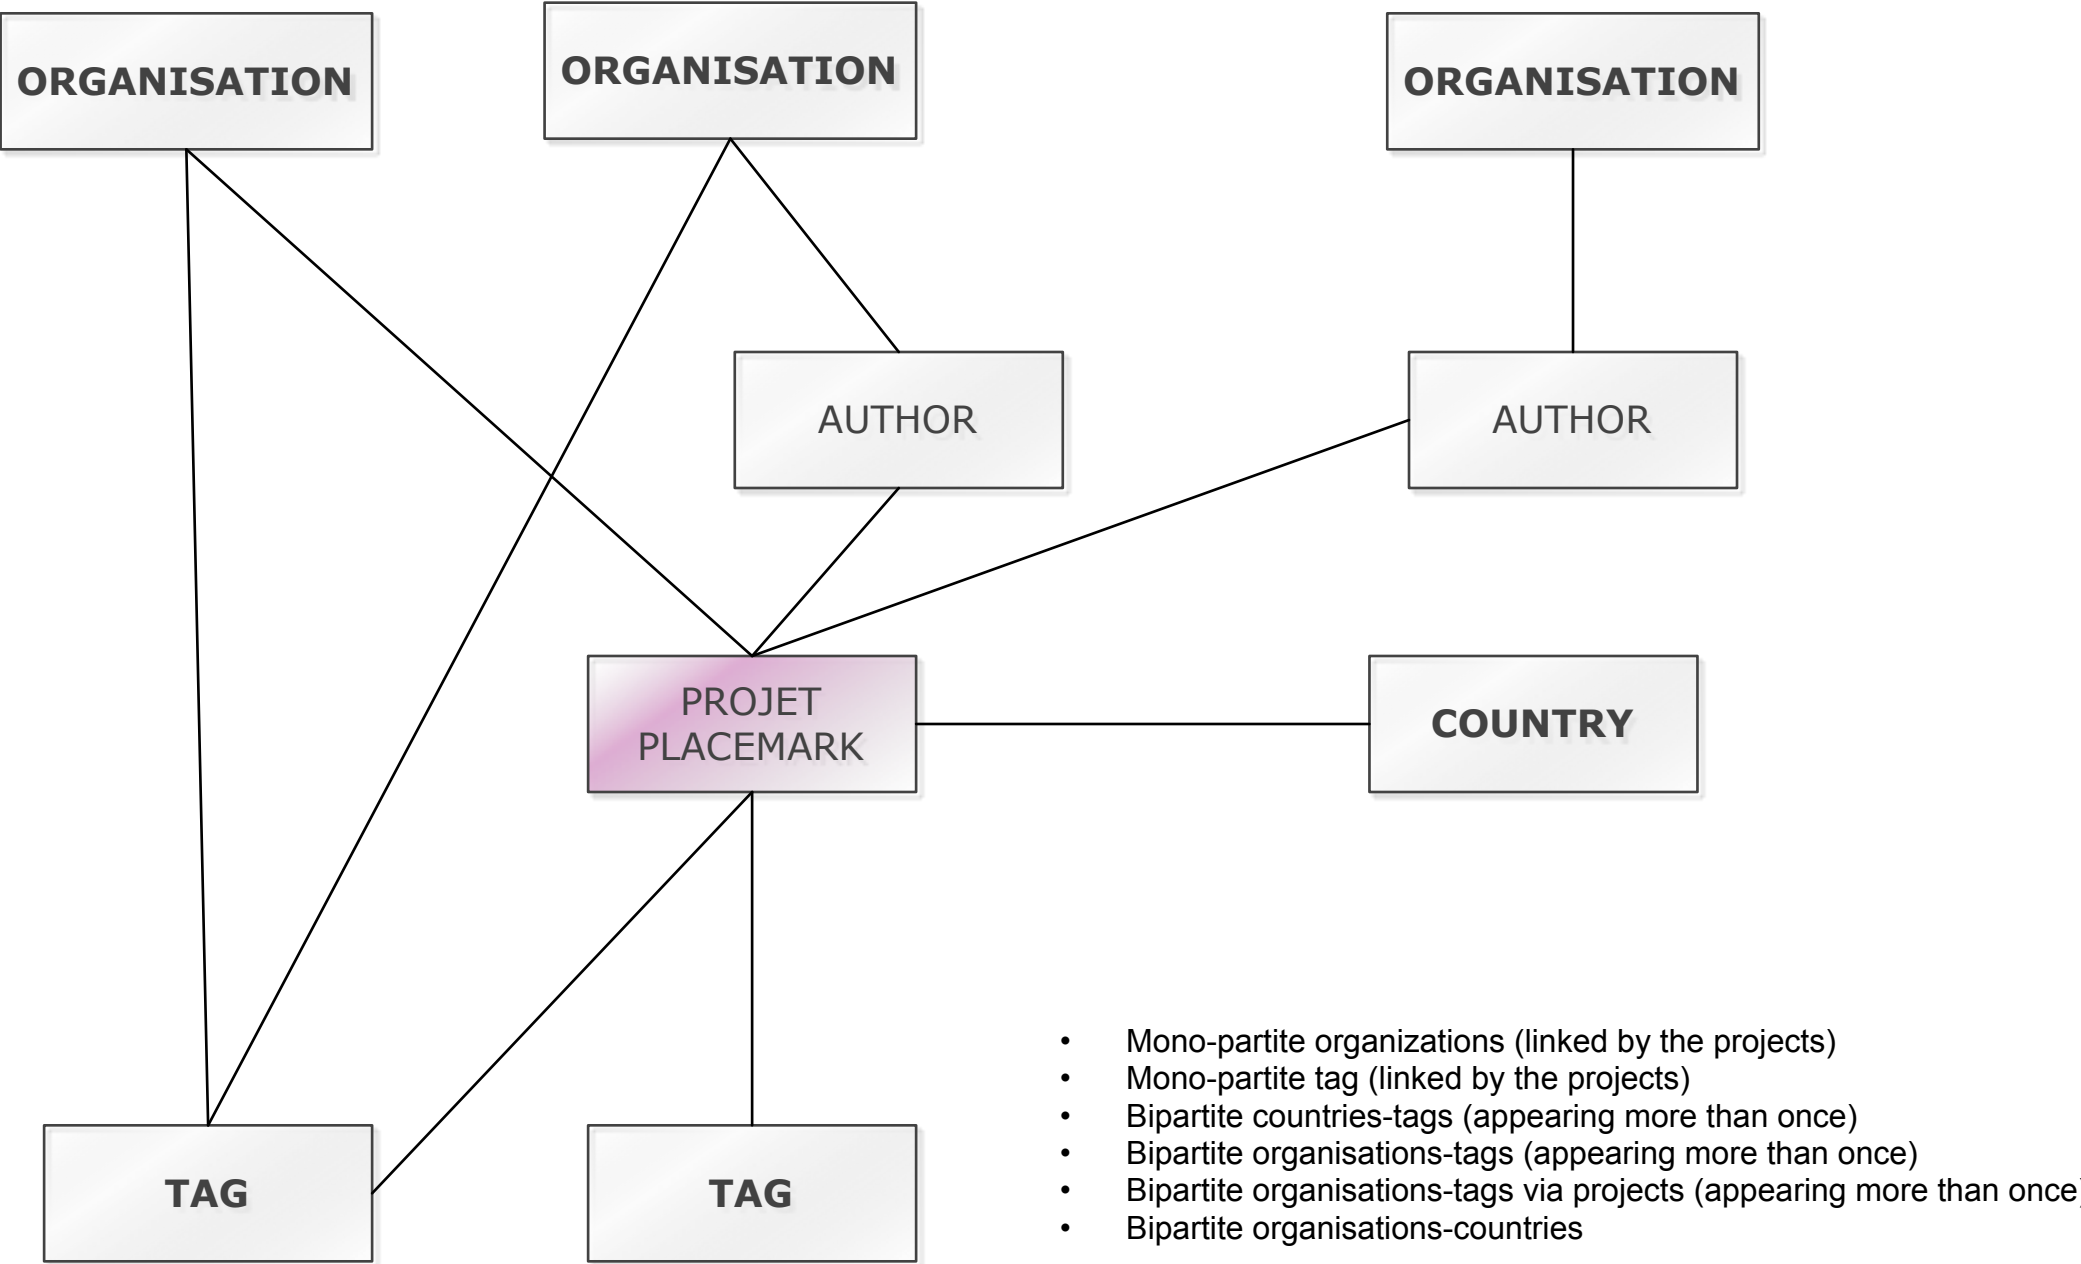 ORGANISATION
ORGANISATION
ORGANISATION
AUTHOR
AUTHOR
PROJET
PLACEMARK
COUNTRY
TAG
TAG
• Mono-partite organizations (linked by the projects)
• Mono-partite tag (linked by the projects)
• Bipartite countries-tags (appearing more than once)
• Bipartite organisations-tags (appearing more than once)
• Bipartite organisations-tags via projects (appearing more than once)
• Bipartite organisations-countries